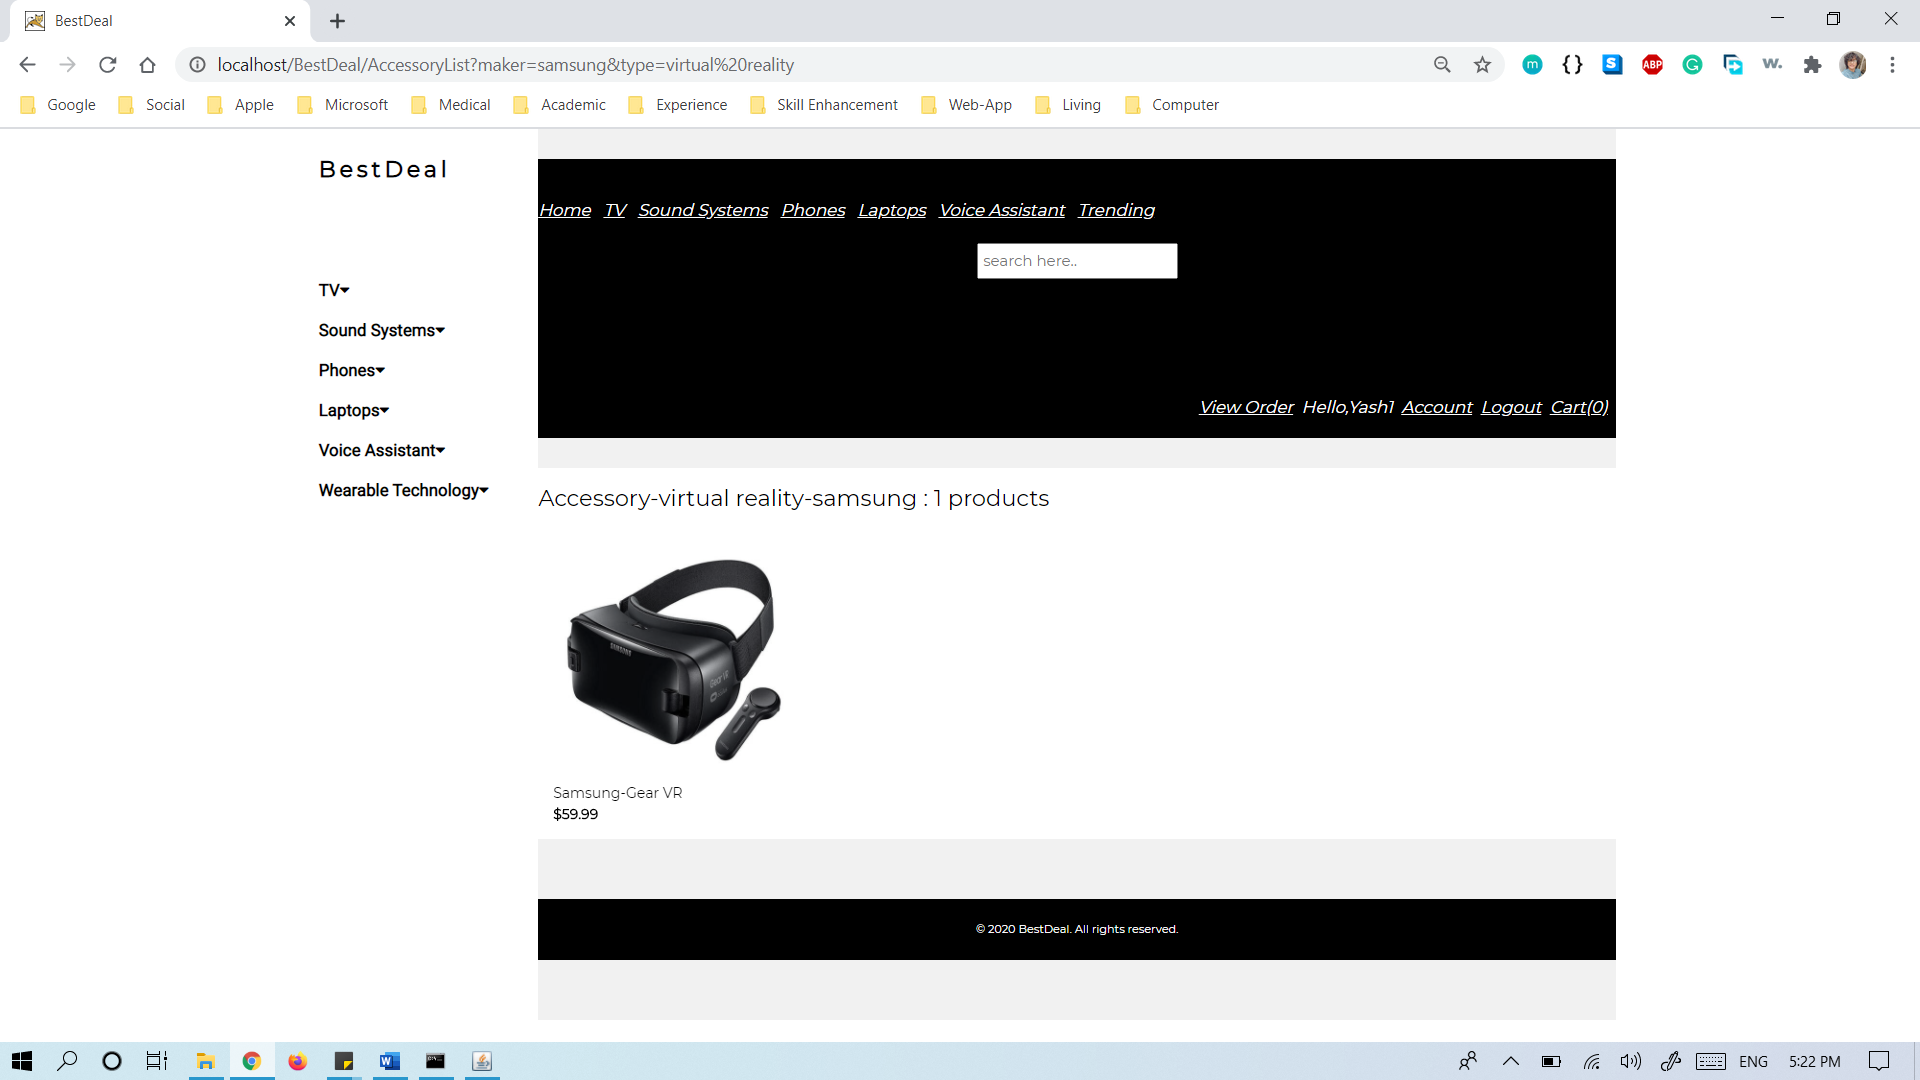 BestDeal
localhost/BestDeal/AccessoryList?maker=samsung&type=virtual%20reality
m {} S ABP G w.
Google Social Apple Microsoft Medical Academic Experience Skill Enhancement Web-App Living Computer
BestDeal
Home TV Sound Systems Phones Laptops Voice Assistant Trending
search here..
TV
Sound Systems
Phones
Laptops
Voice Assistant
Wearable Technology
View Order Hello,Yash1 Account Logout Cart(0)
Accessory-virtual reality-samsung : 1 products
SAMSUNG
Gear VR
Samsung-Gear VR
$59.99
© 2020 BestDeal. All rights reserved.
W ENG 5:22 PM